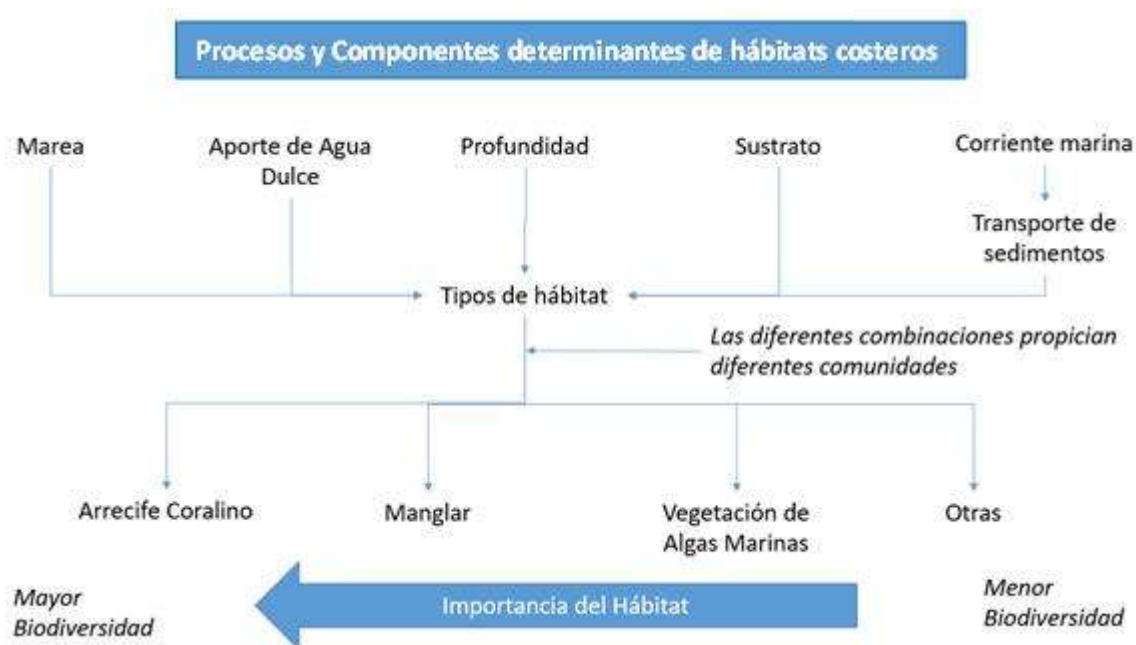 Procesos y Componentes determinantes de hábitats costeros
Marea
Aporte de Agua
Dulce
Profundidad
Sustrato
Corriente marina
Transporte de
sedimentos
Tipos de hábitat
Las diferentes combinaciones propician
diferentes comunidades
Arrecife Coralino
Manglar
Vegetación de
Algas Marinas
Otras
Mayor
Biodiversidad
Importancia del Hábitat
Menor
Biodiversidad